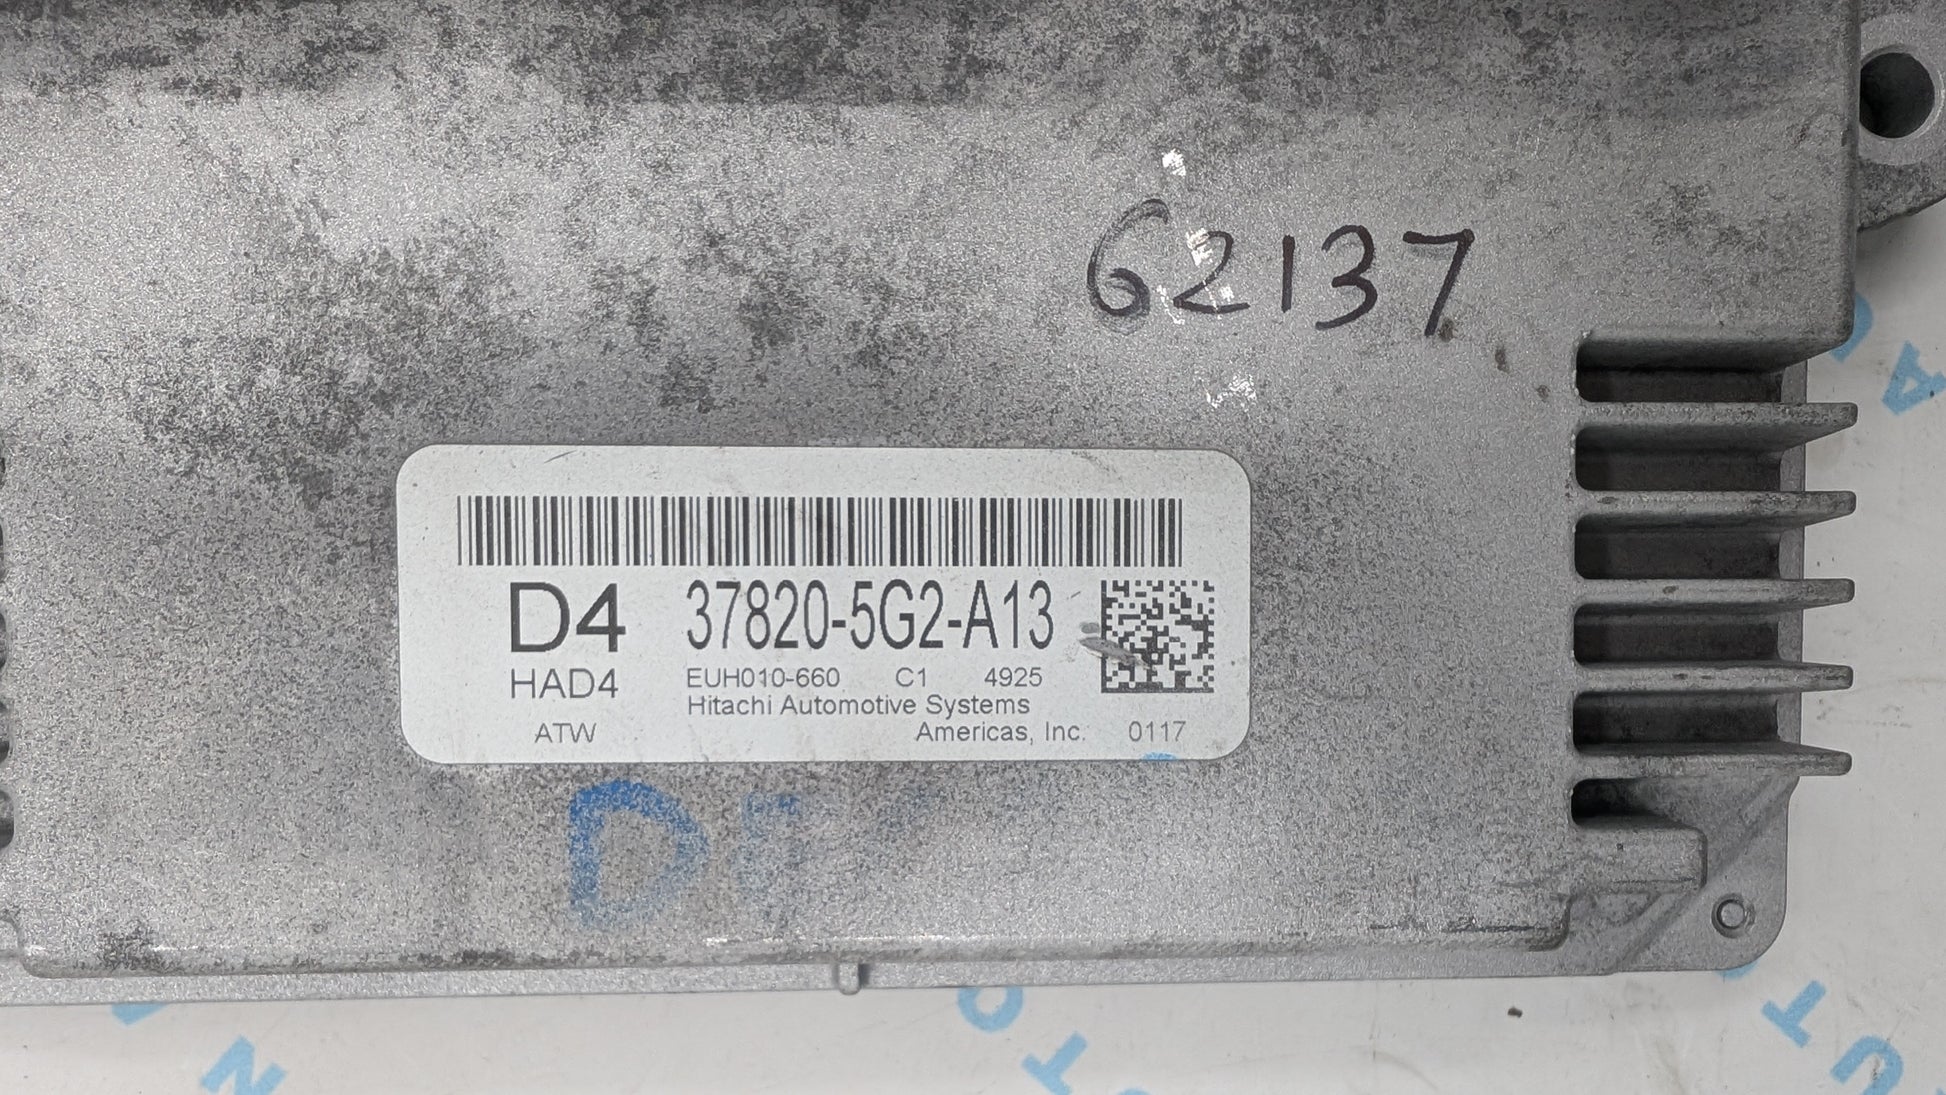 62137
D4 37820-5G2-A13
HAD4 EUH010-660 C1 4925
Hitachi Automotive Systems
ATW Americas, Inc. 0117
D